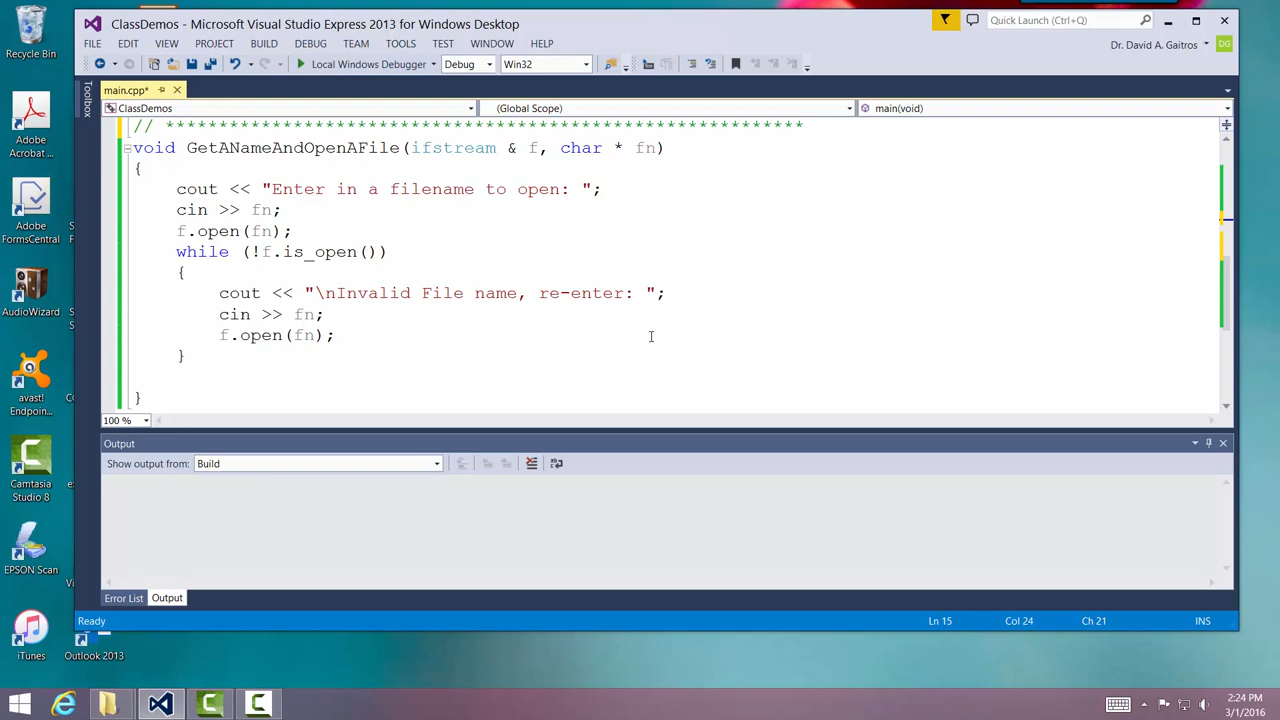 Recycle Bin
Adobe
Acrobat ...
Adobe
FormsCentral
AudioWizard
avast!
Endpoin...
Camtasia
Studio 8
EPSON Scan
iTunes
Outlook 2013
ClassDemos - Microsoft Visual Studio Express 2013 for Windows Desktop
Quick Launch (Ctrl+Q)
FILE EDIT VIEW PROJECT BUILD DEBUG TEAM TOOLS TEST WINDOW HELP
Dr. David A. Gaitros DG
Local Windows Debugger Debug Win32
Toolbox
main.cpp*
ClassDemos (Global Scope) main(void)
// ************************************************************
void GetANameAndOpenAFile(ifstream & f, char * fn)
{
cout << "Enter in a filename to open: ";
cin >> fn;
f.open(fn);
while (!f.is_open())
{
cout << "\nInvalid File name, re-enter: ";
cin >> fn;
f.open(fn);
}
}
100 %
Output
Show output from: Build
Error List Output
Ready Ln 15 Col 24 Ch 21 INS
2:24 PM
3/1/2016